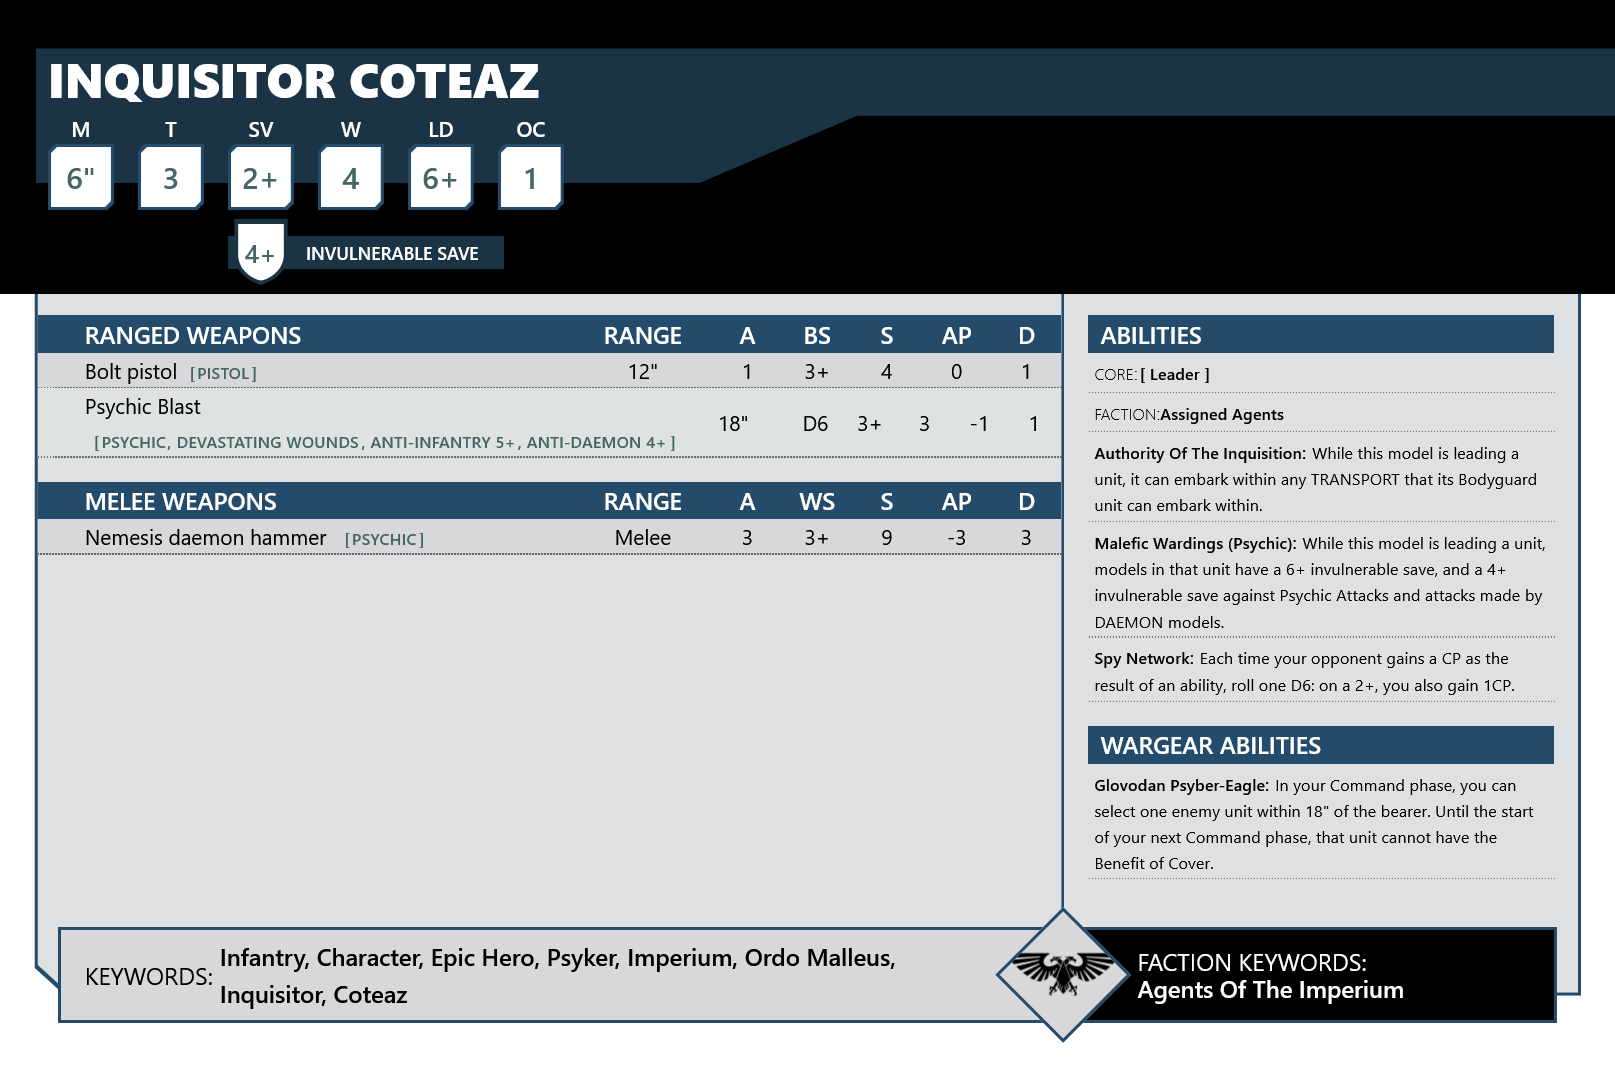 INQUISITOR COTEAZ
M T SV W LD OC
6" 3 2+ 4 6+ 1
4+ INVULNERABLE SAVE
RANGED WEAPONS RANGE A BS S AP D
Bolt pistol [PISTOL] 12" 1 3+ 4 0 1
Psychic Blast
[PSYCHIC, DEVASTATING WOUNDS, ANTI-INFANTRY 5+, ANTI-DAEMON 4+] 18" D6 3+ 3 -1 1
MELEE WEAPONS RANGE A WS S AP D
Nemesis daemon hammer [PSYCHIC] Melee 3 3+ 9 -3 3
ABILITIES
CORE: [ Leader ]
FACTION: Assigned Agents
Authority Of The Inquisition: While this model is leading a
unit, it can embark within any TRANSPORT that its Bodyguard
unit can embark within.
Malefic Wardings (Psychic): While this model is leading a unit,
models in that unit have a 6+ invulnerable save, and a 4+
invulnerable save against Psychic Attacks and attacks made by
DAEMON models.
Spy Network: Each time your opponent gains a CP as the
result of an ability, roll one D6: on a 2+, you also gain 1CP.
WARGEAR ABILITIES
Glovodan Psyber-Eagle: In your Command phase, you can
select one enemy unit within 18" of the bearer. Until the start
of your next Command phase, that unit cannot have the
Benefit of Cover.
KEYWORDS: Infantry, Character, Epic Hero, Psyker, Imperium, Ordo Malleus,
Inquisitor, Coteaz
FACTION KEYWORDS:
Agents Of The Imperium